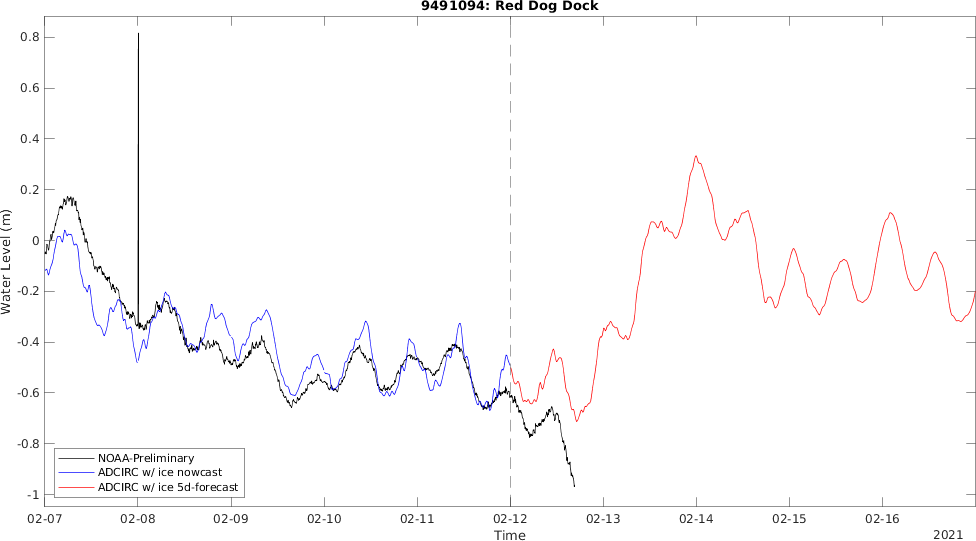 9491094: Red Dog Dock
Water Level (m)
0.8
0.6
0.4
0.2
0
-0.2
-0.4
-0.6
-0.8
-1
NOAA-Preliminary
ADCIRC w/ ice nowcast
ADCIRC w/ ice 5d-forecast
02-07 02-08 02-09 02-10 02-11 02-12 02-13 02-14 02-15 02-16
Time
2021